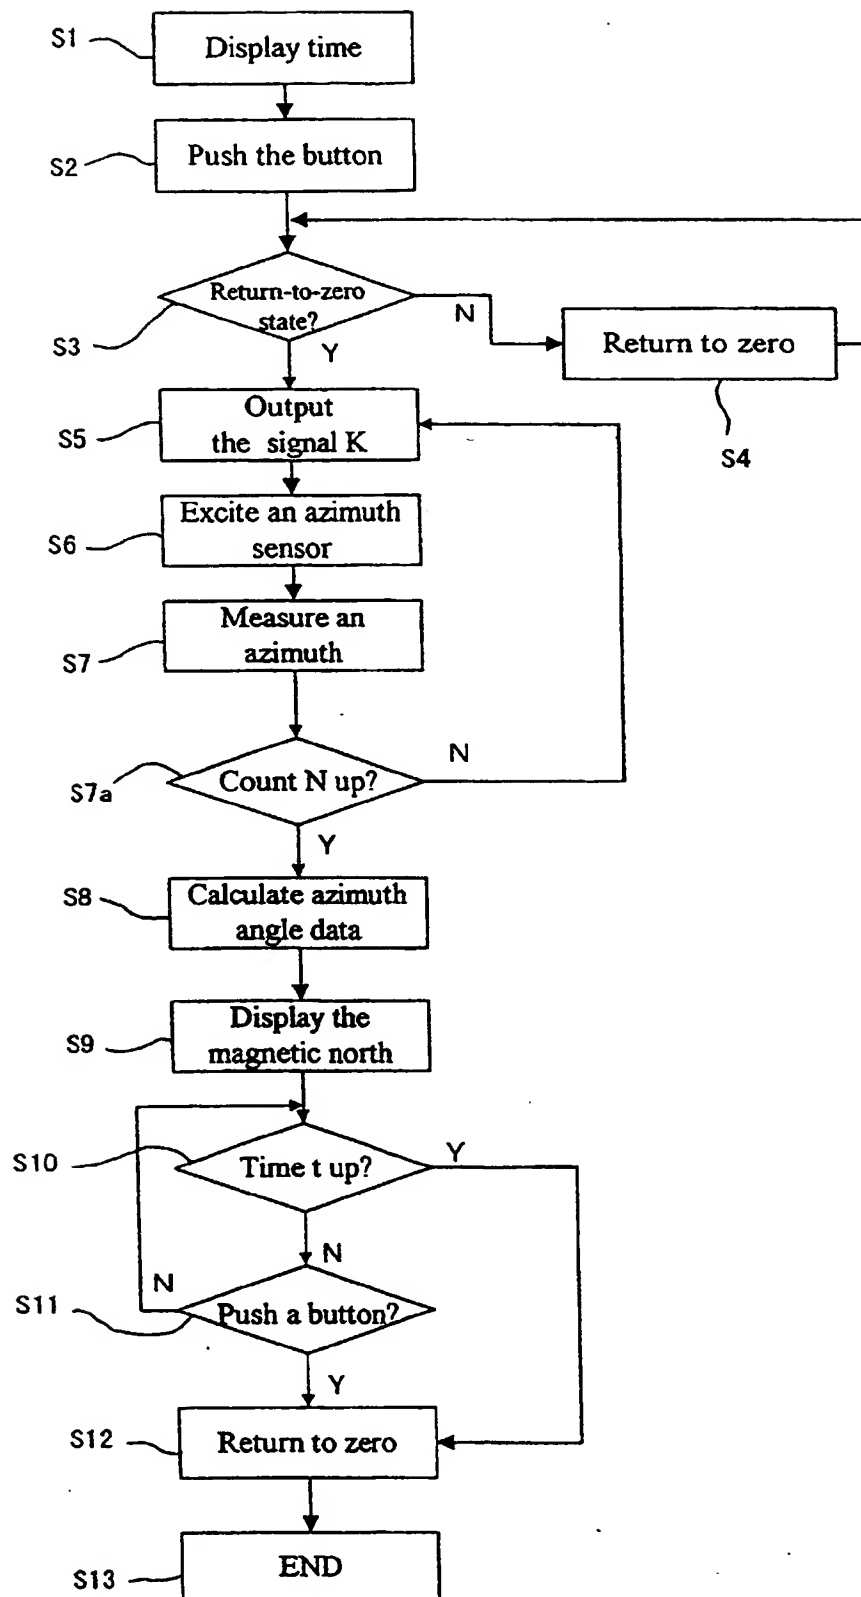 S1
Display time
S2
Push the button
S3
Return-to-zero
state?
N
Y
Return to zero
S4
S5
Output
the signal K
S6
Excite an azimuth
sensor
S7
Measure an
azimuth
S7a
Count N up?
N
Y
S8
Calculate azimuth
angle data
S9
Display the
magnetic north
S10
Time t up?
Y
N
S11
N
Push a button?
Y
S12
Return to zero
S13
END